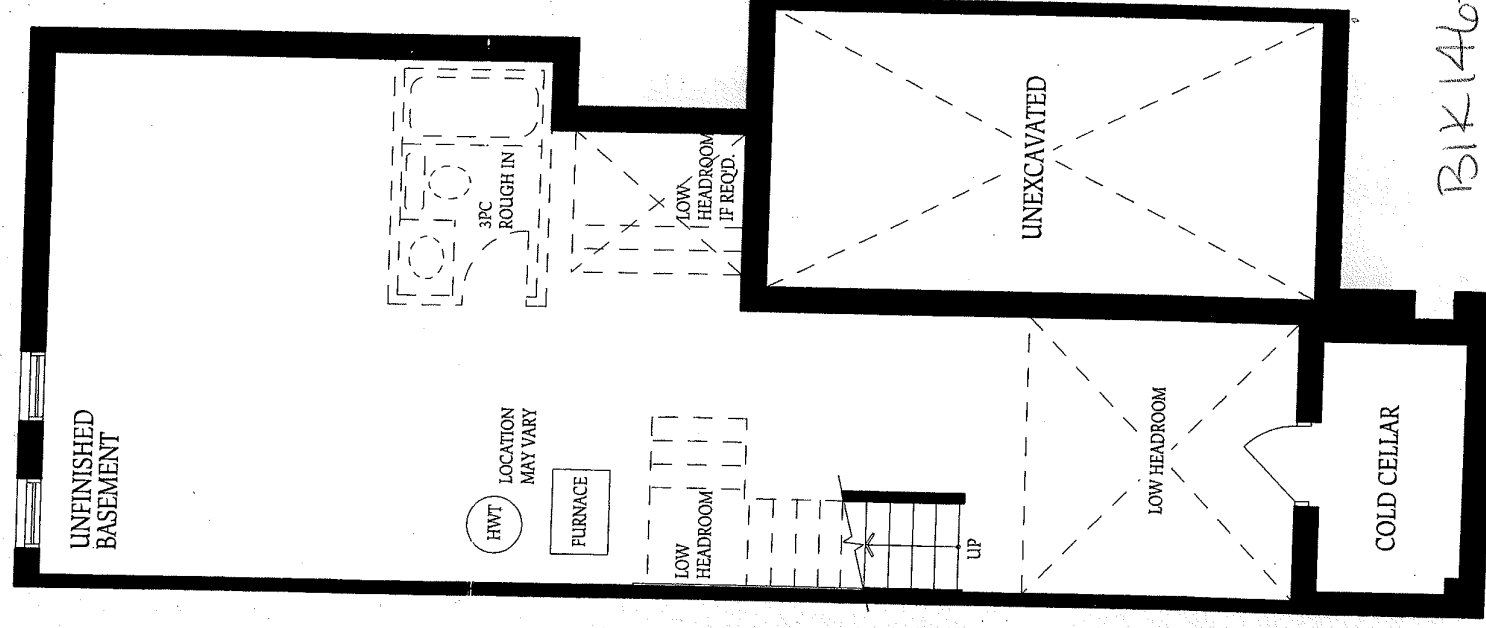 UNFINISHED
BASEMENT
HWT
LOCATION
MAY VARY
FURNACE
3PC
ROUGH IN
LOW
HEADROOM
IF REQ'D.
LOW
HEADROOM
UP
UNEXCAVATED
LOW HEADROOM
COLD CELLAR
BlK 146